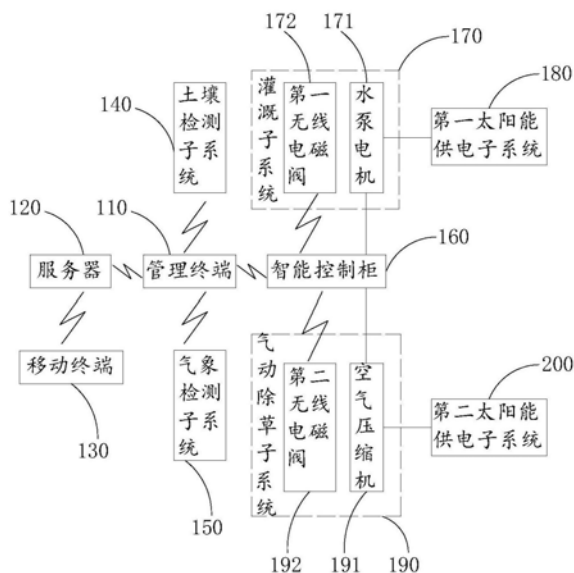 172
171
170
140
土壤检测子系统
灌溉子系统
第一无线电磁阀
水泵电机
180
第一太阳能
供电子系统
120
110
160
服务器
管理终端
智能控制柜
移动终端
130
气象检测子系统
150
气动除草子系统
第二无线电磁阀
空气压缩机
200
第二太阳能
供电子系统
192
191
190